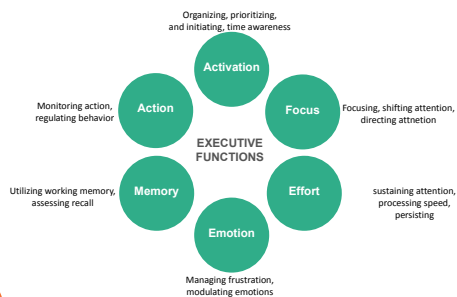 Organizing, prioritizing,
and initiating, time awareness
Activation
Action
Monitoring action,
regulating behavior
Focus
Focusing, shifting attention,
directing attnetion
EXECUTIVE
FUNCTIONS
Memory
Utilizing working memory,
assessing recall
Effort
sustaining attention,
processing speed,
persisting
Emotion
Managing frustration,
modulating emotions